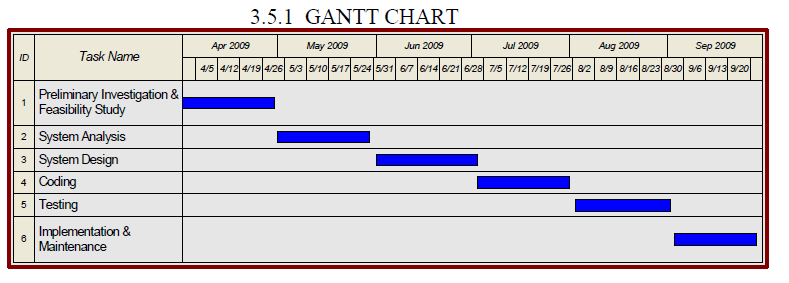 3.5.1 GANTT CHART
ID Task Name Apr 2009 May 2009 Jun 2009 Jul 2009 Aug 2009 Sep 2009
4/5 4/12 4/19 4/26 5/3 5/10 5/17 5/24 5/31 6/7 6/14 6/21 6/28 7/5 7/12 7/19 7/26 8/2 8/9 8/16 8/23 8/30 9/6 9/13 9/20
1 Preliminary Investigation &
Feasibility Study
2 System Analysis
3 System Design
4 Coding
5 Testing
6 Implementation &
Maintenance